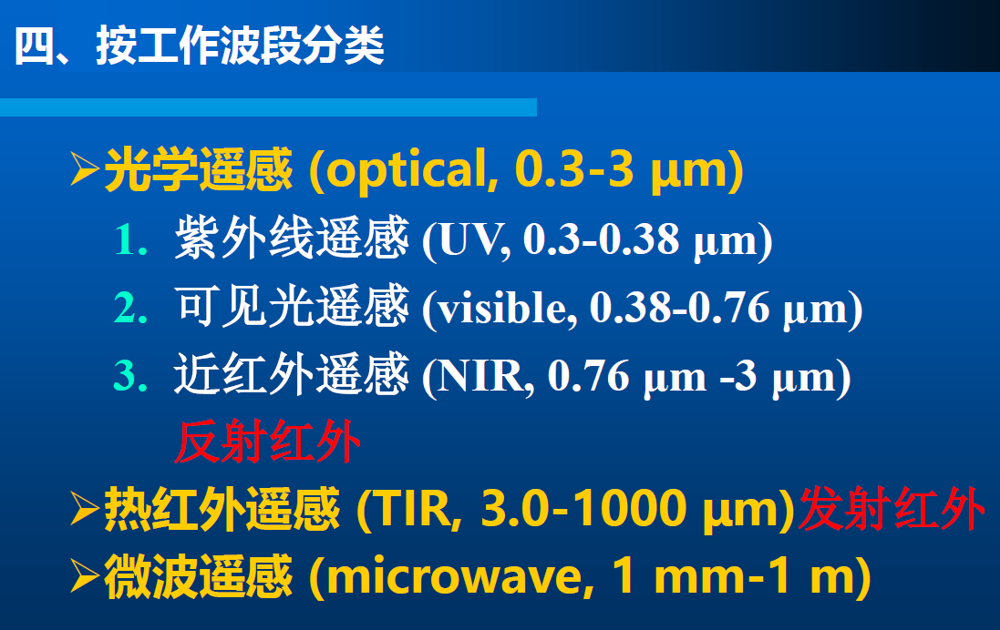 四、按工作波段分类
➢光学遥感 (optical, 0.3-3 μm)
1. 紫外线遥感 (UV, 0.3-0.38 μm)
2. 可见光遥感 (visible, 0.38-0.76 μm)
3. 近红外遥感 (NIR, 0.76 μm -3 μm)
反射红外
➢热红外遥感 (TIR, 3.0-1000 μm)发射红外
➢微波遥感 (microwave, 1 mm-1 m)